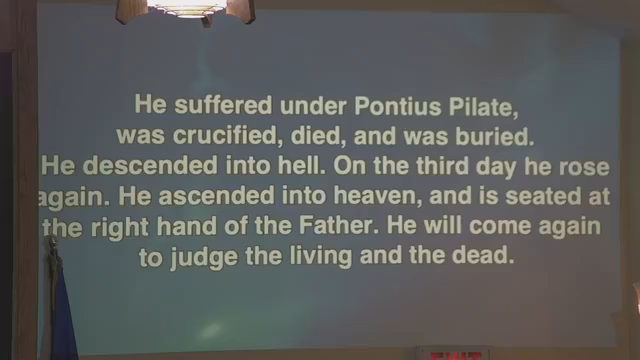 He suffered under Pontius Pilate,
was crucified, died, and was buried.
He descended into hell. On the third day he rose
again. He ascended into heaven, and is seated at
the right hand of the Father. He will come again
to judge the living and the dead.
EXIT